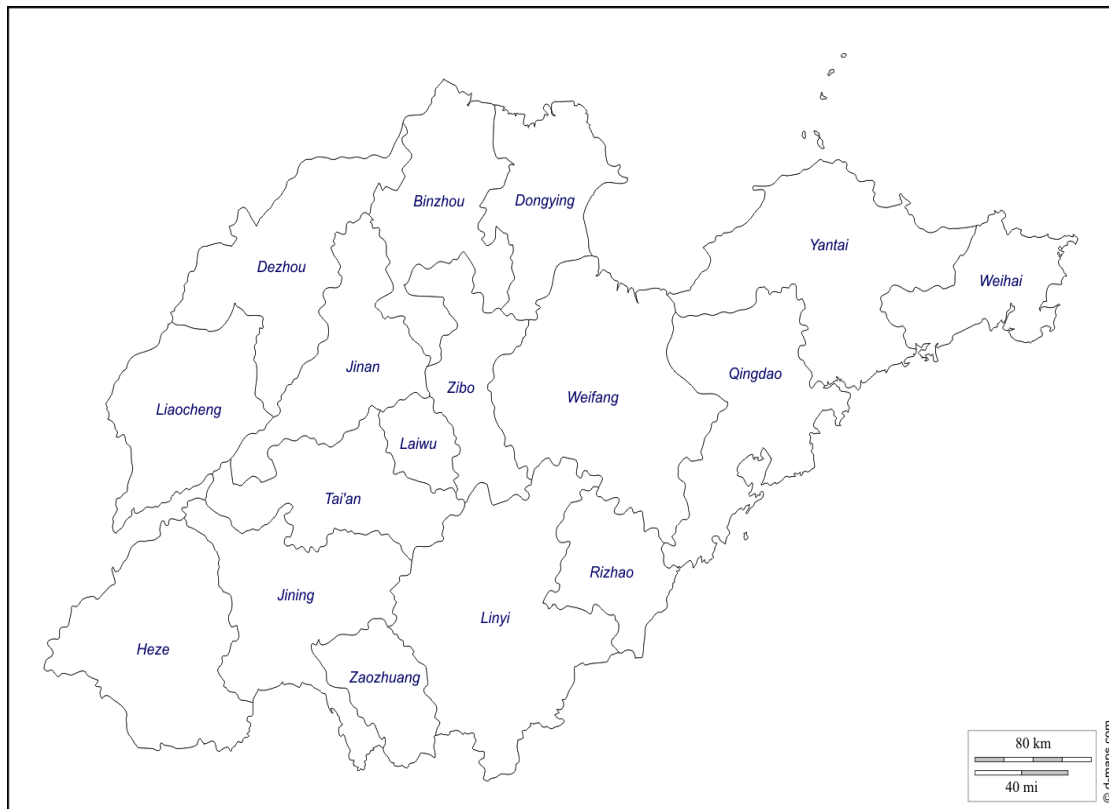 Binzhou
Dongying
Yantai
Dezhou
Weihai
Jinan
Qingdao
Zibo
Weifang
Liaocheng
Laiwu
Tai'an
Rizhao
Jining
Linyi
Heze
Zaozhuang
80 km
40 mi
© d-maps.com